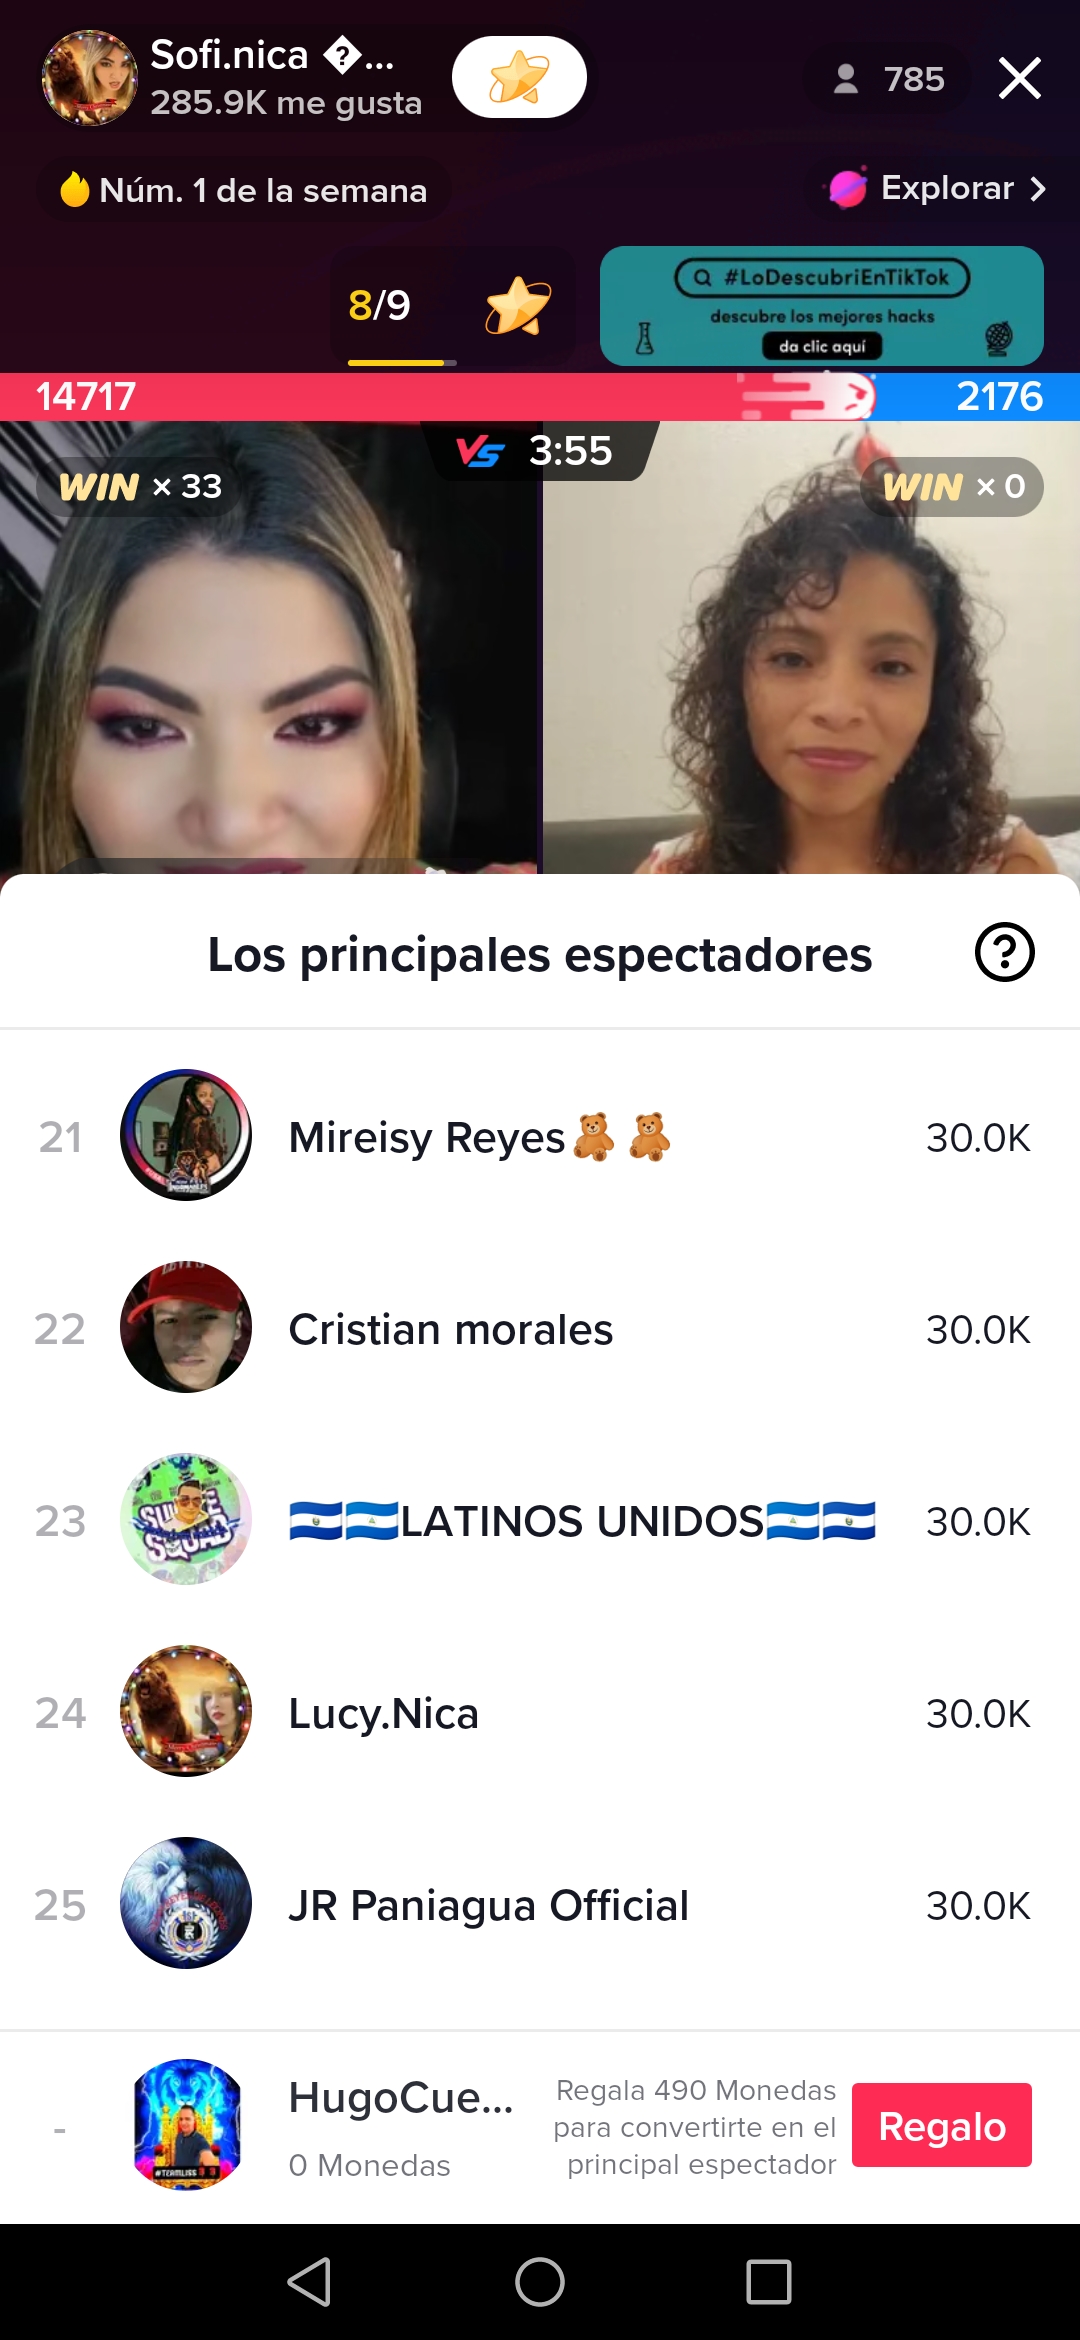 Sofi.nica �...
285.9K me gusta
785
Núm. 1 de la semana
Explorar
8/9
#LoDescubriEnTikTok
descubre los mejores hacks
da clic aquí
14717
2176
VS 3:55
WIN × 33
WIN × 0
Los principales espectadores
21 Mireisy Reyes🧸🧸 30.0K
22 Cristian morales 30.0K
23 🇸🇻🇳🇮LATINOS UNIDOS🇳🇮🇸🇻 30.0K
24 Lucy.Nica 30.0K
25 JR Paniagua Official 30.0K
- HugoCue...
0 Monedas
Regala 490 Monedas
para convertirte en el
principal espectador
Regalo
#TEAMLISS